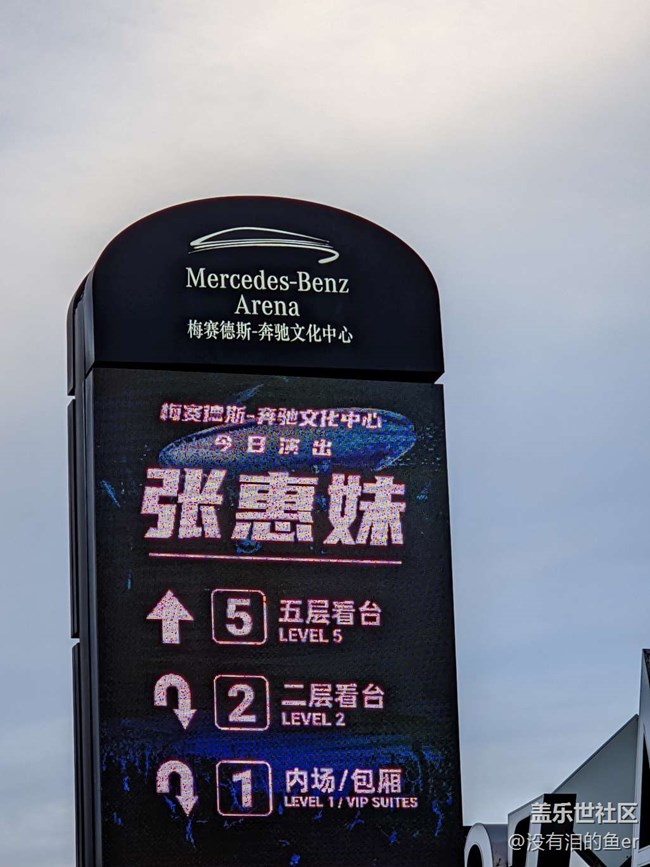 Mercedes-Benz
Arena
梅赛德斯-奔驰文化中心
梅赛德斯-奔驰文化中心
今日演出
张惠妹
5 五层看台
LEVEL 5
2 二层看台
LEVEL 2
1 内场/包厢
LEVEL 1 / VIP SUITES
盖乐世社区
@没有泪的鱼er